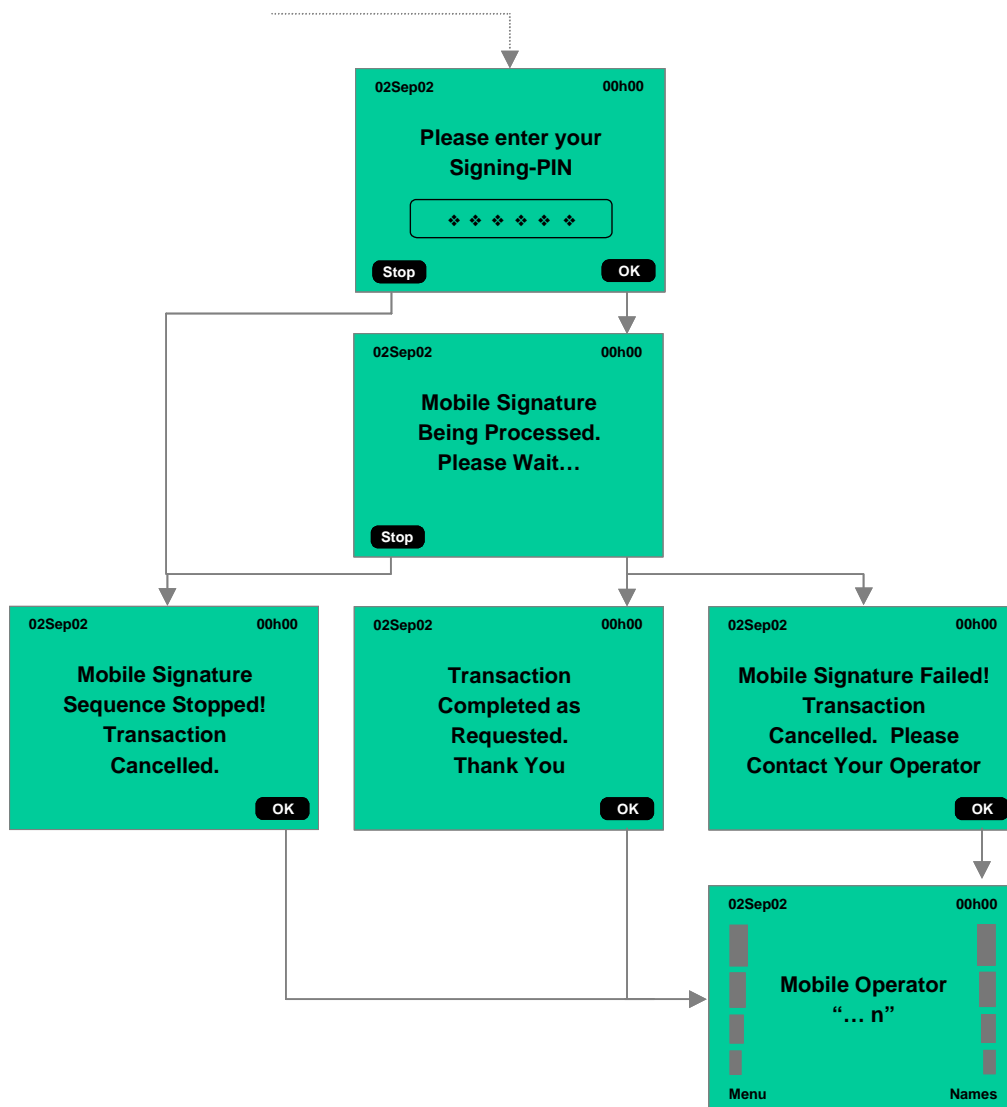 02Sep02 00h00
Please enter your
Signing-PIN
❖ ❖ ❖ ❖ ❖ ❖
Stop OK
02Sep02 00h00
Mobile Signature
Being Processed.
Please Wait…
Stop
02Sep02 00h00
Mobile Signature
Sequence Stopped!
Transaction
Cancelled.
OK
02Sep02 00h00
Transaction
Completed as
Requested.
Thank You
OK
02Sep02 00h00
Mobile Signature Failed!
Transaction
Cancelled. Please
Contact Your Operator
OK
02Sep02 00h00
Mobile Operator
“… n”
Menu Names